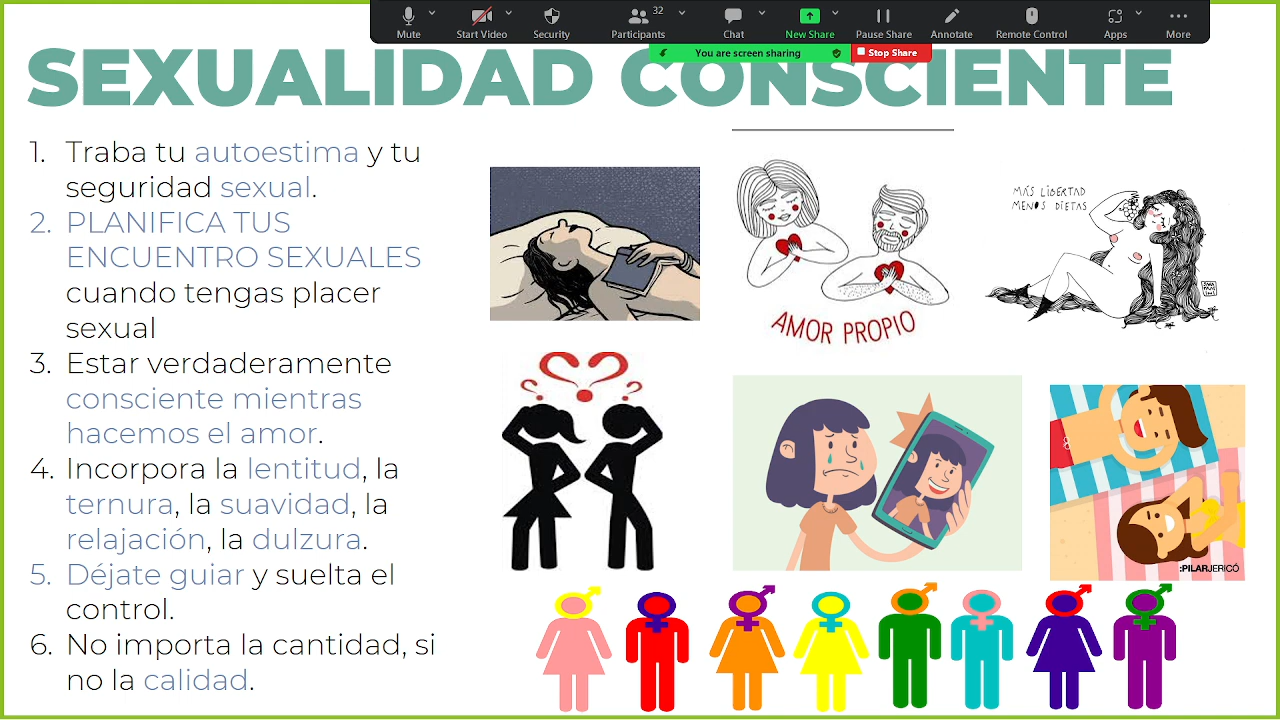 Mute
Start Video
Security
Participants
32
Chat
New Share
Pause Share
Annotate
Remote Control
Apps
More
You are screen sharing
Stop Share
SEXUALIDAD CONSCIENTE
1. Traba tu autoestima y tu
seguridad sexual.
2. PLANIFICA TUS
ENCUENTRO SEXUALES
cuando tengas placer
sexual
3. Estar verdaderamente
consciente mientras
hacemos el amor.
4. Incorpora la lentitud, la
ternura, la suavidad, la
relajación, la dulzura.
5. Déjate guiar y suelta el
control.
6. No importa la cantidad, si
no la calidad.
AMOR PROPIO
MÁS LIBERTAD
MENOS DIETAS
:PILARJERICÓ